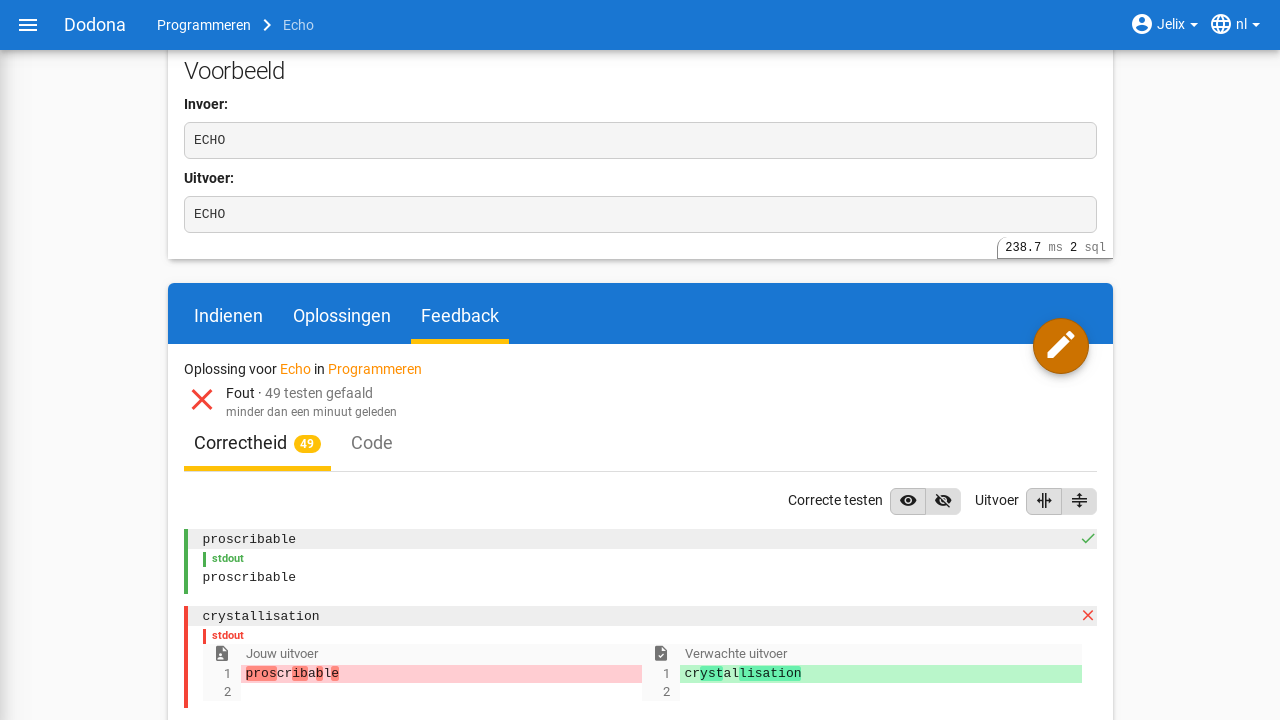 Dodona Programmeren Echo Jelix nl
Voorbeeld
Invoer:
ECHO
Uitvoer:
ECHO
238.7 ms 2 sql
Indienen Oplossingen Feedback
Oplossing voor Echo in Programmeren
Fout · 49 testen gefaald
minder dan een minuut geleden
Correctheid 49 Code
Correcte testen Uitvoer
proscribable
stdout
proscribable
crystallisation
stdout
Jouw uitvoer Verwachte uitvoer
1 proscribable 1 crystallisation
2 2